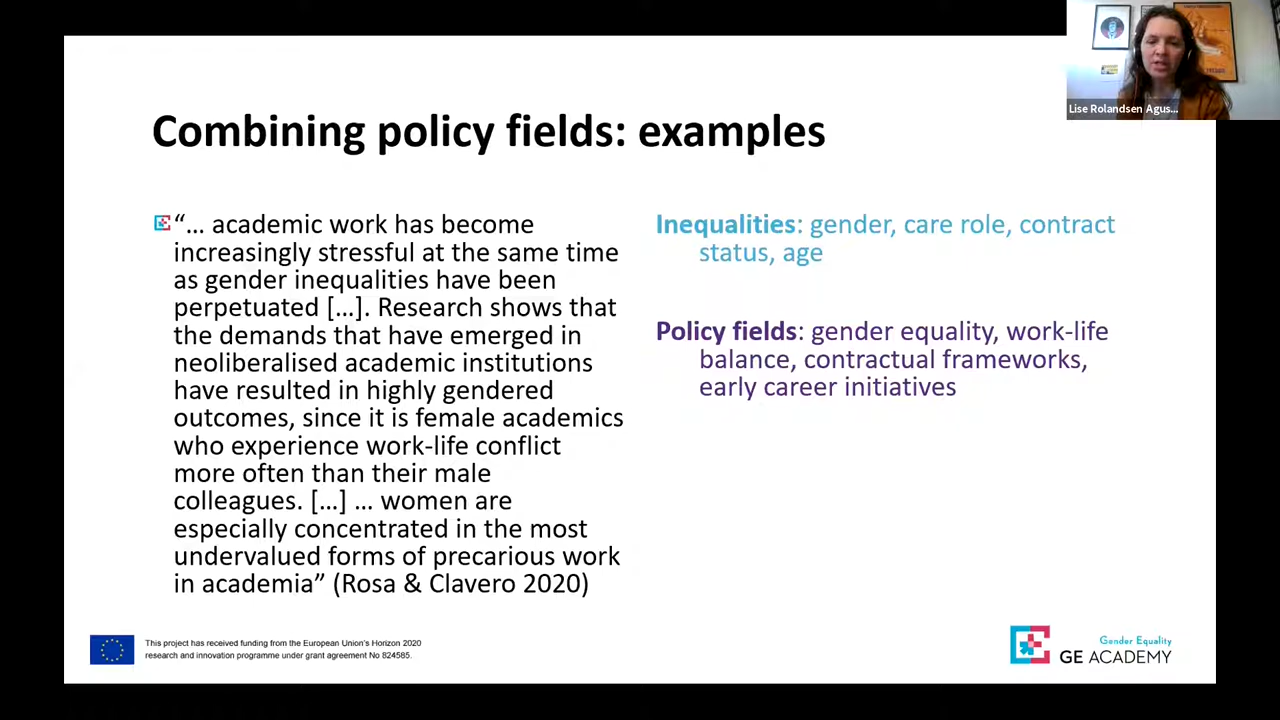 Lise Rolandsen Agus...
Combining policy fields: examples
“... academic work has become
increasingly stressful at the same time
as gender inequalities have been
perpetuated [...]. Research shows that
the demands that have emerged in
neoliberalised academic institutions
have resulted in highly gendered
outcomes, since it is female academics
who experience work-life conflict
more often than their male
colleagues. [...] ... women are
especially concentrated in the most
undervalued forms of precarious work
in academia” (Rosa & Clavero 2020)
Inequalities: gender, care role, contract
status, age
Policy fields: gender equality, work-life
balance, contractual frameworks,
early career initiatives
This project has received funding from the European Union's Horizon 2020
research and innovation programme under grant agreement No 824585.
Gender Equality
GE ACADEMY